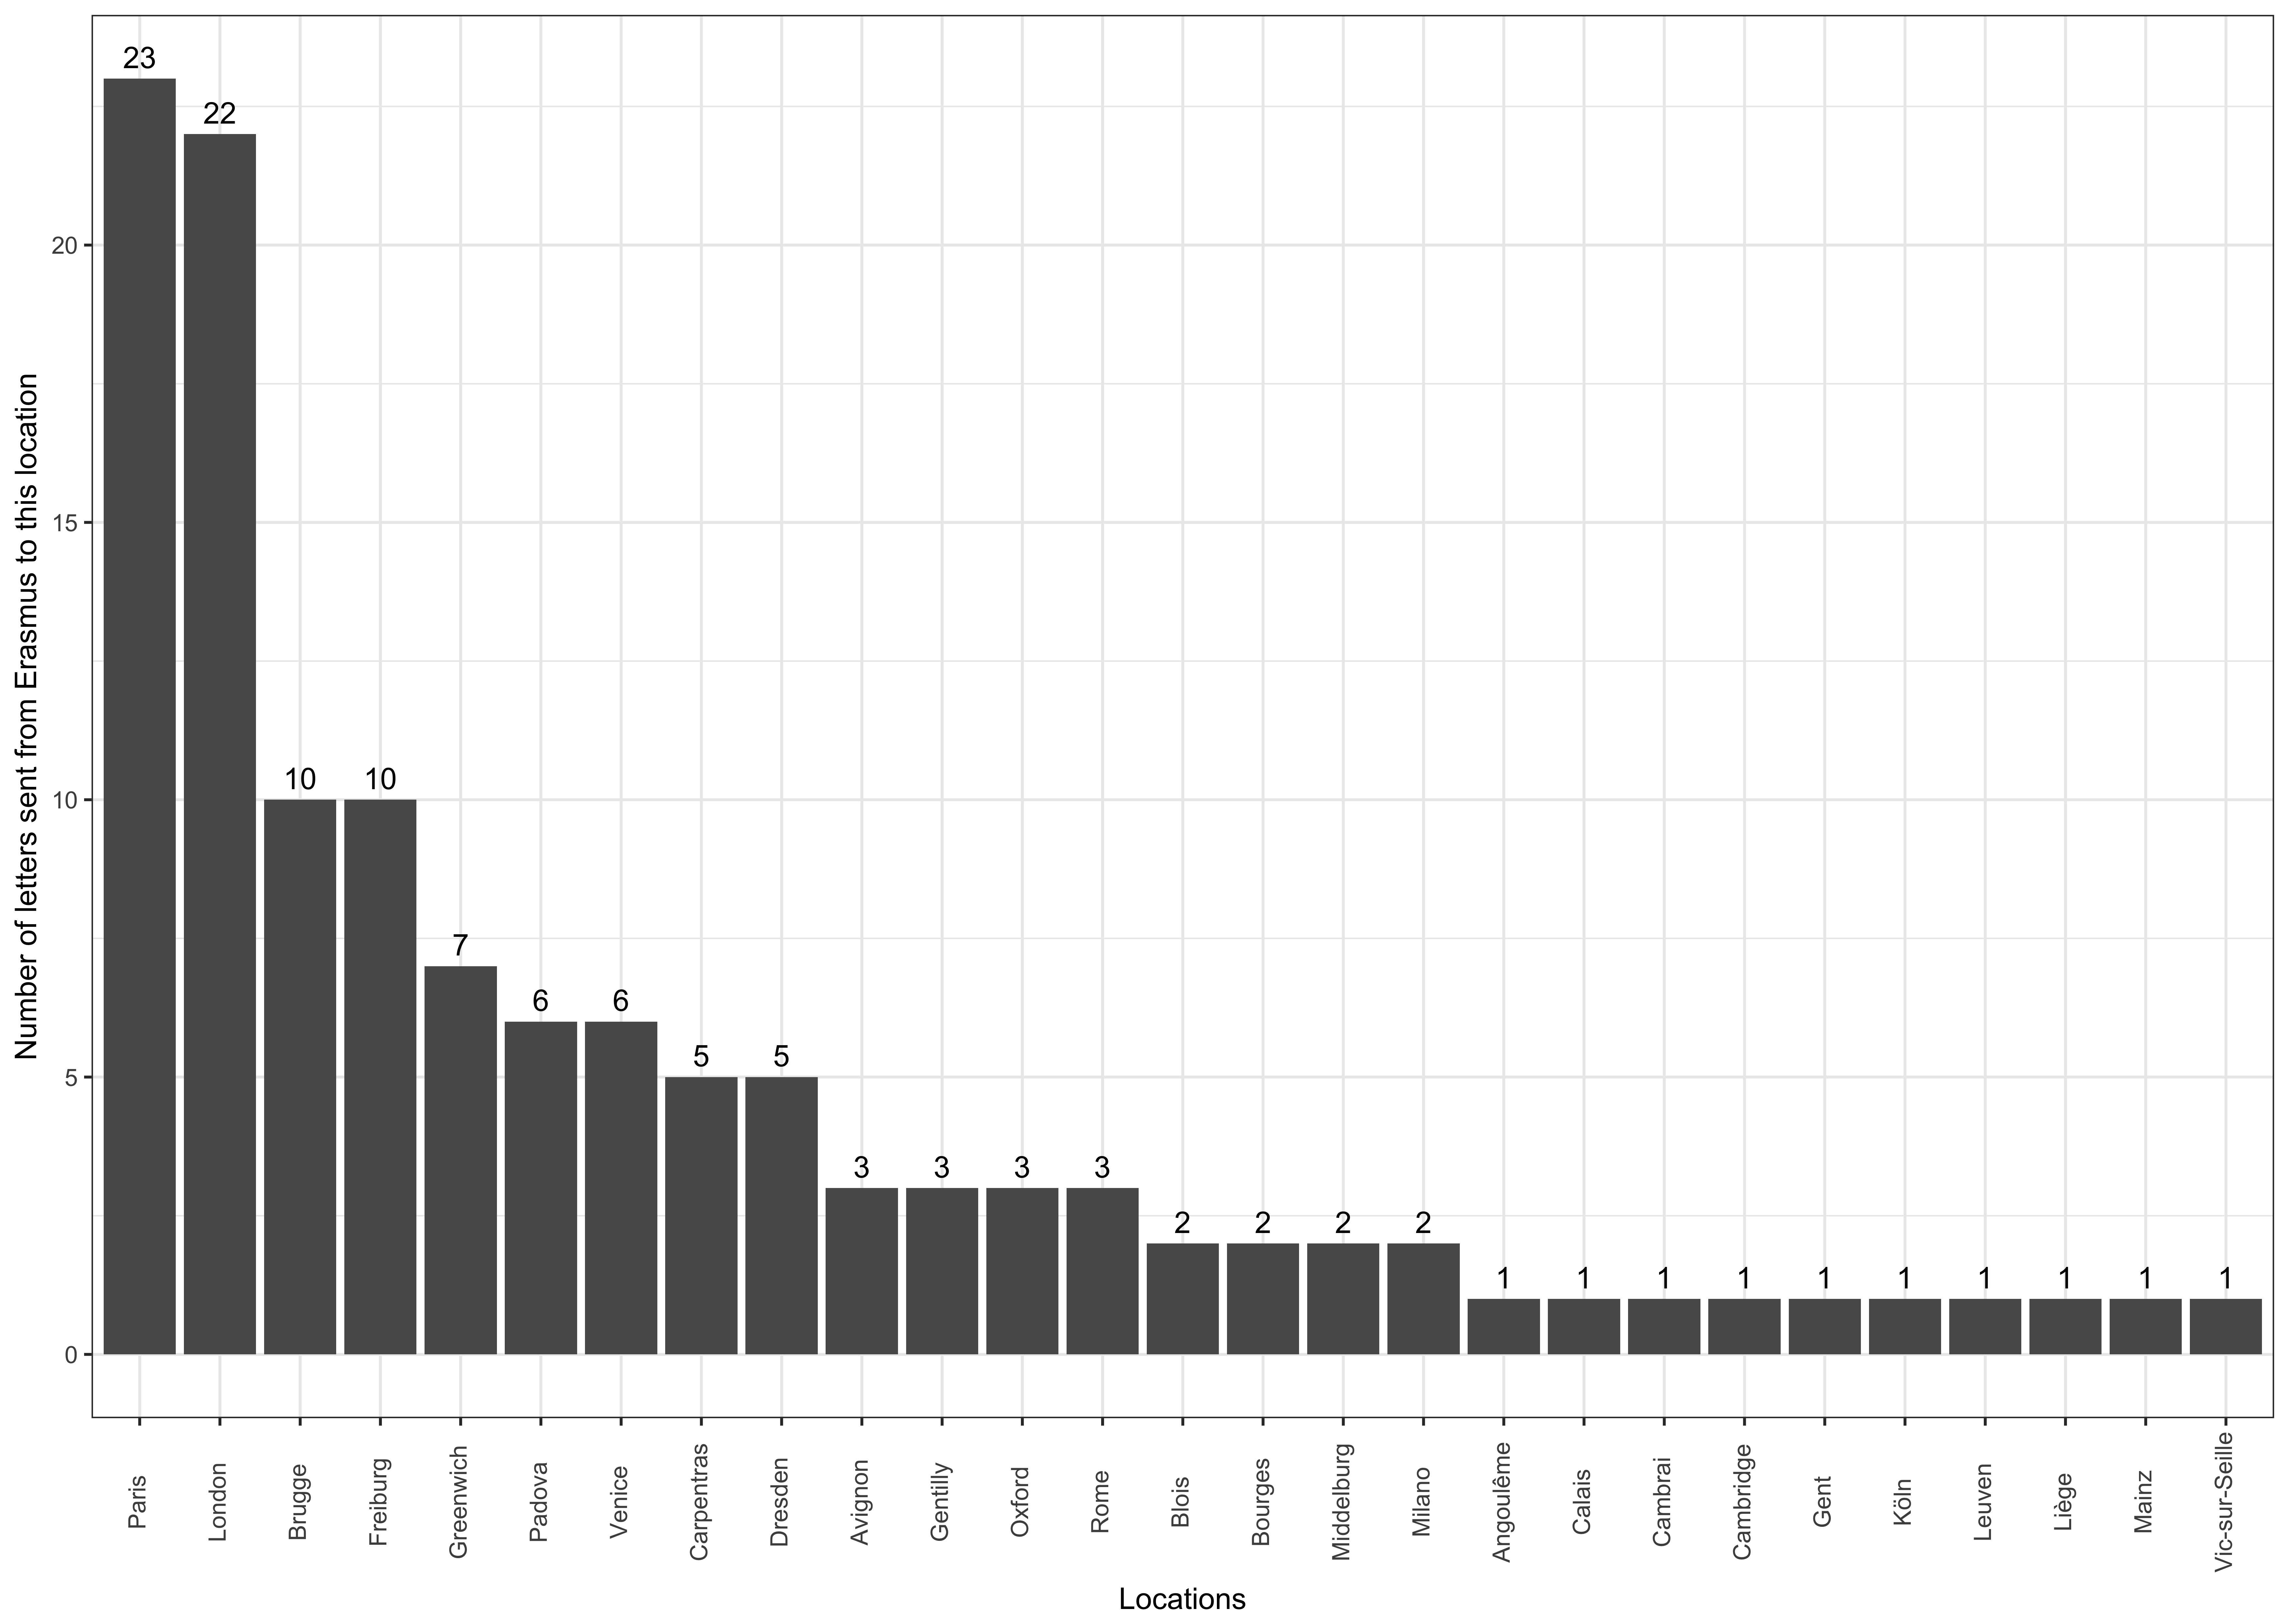 Number of letters sent from Erasmus to this location
20
15
10
5
0
23
22
10
10
7
6
6
5
5
3
3
3
3
2
2
2
2
1
1
1
1
1
1
1
1
1
1
Paris
London
Brugge
Freiburg
Greenwich
Padova
Venice
Carpentras
Dresden
Avignon
Gentilly
Oxford
Rome
Blois
Bourges
Middelburg
Milano
Angoulême
Calais
Cambrai
Cambridge
Gent
Köln
Leuven
Liège
Mainz
Vic-sur-Seille
Locations